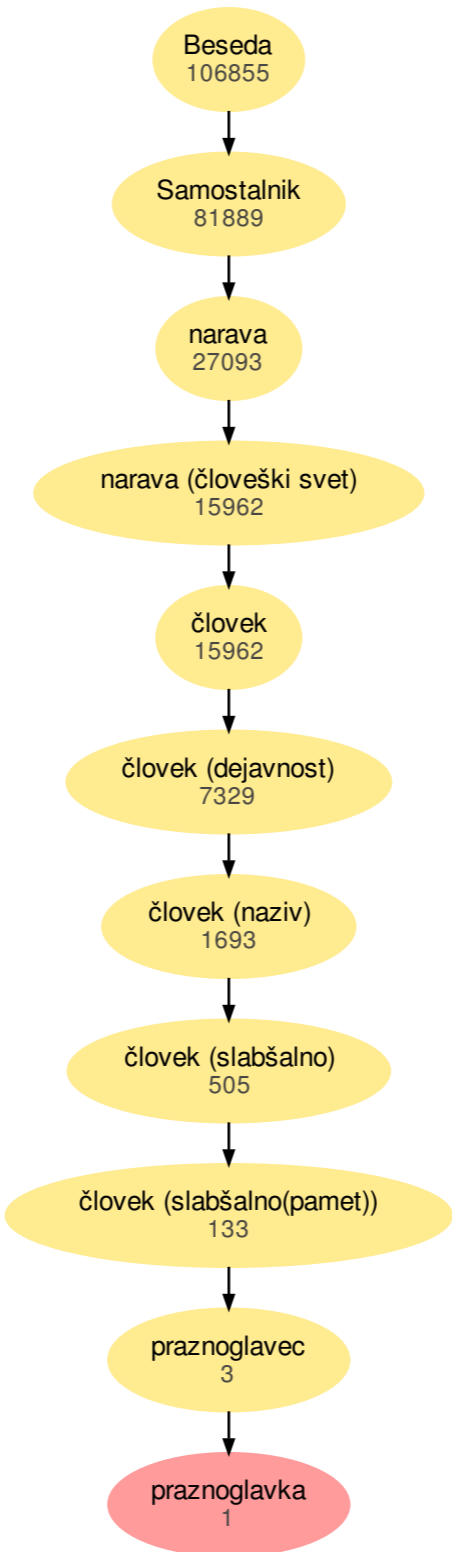 Beseda
106855
Samostalnik
81889
narava
27093
narava (človeški svet)
15962
človek
15962
človek (dejavnost)
7329
človek (naziv)
1693
človek (slabšalno)
505
človek (slabšalno(pamet))
133
praznoglavec
3
praznoglavka
1